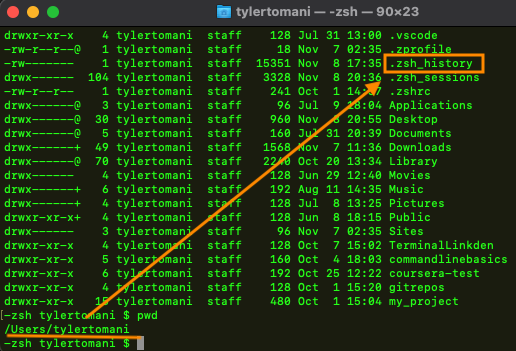 tylertomani — -zsh — 90×23
drwxr-xr-x 4 tylertomani staff 128 Jul 31 13:00 .vscode
-rw-r--r--@ 1 tylertomani staff 18 Nov 7 02:35 .zprofile
-rw------- 1 tylertomani staff 15351 Nov 8 17:35 .zsh_history
drwx------ 104 tylertomani staff 3328 Nov 8 20:36 .zsh_sessions
-rw-r--r-- 1 tylertomani staff 241 Oct 1 14: 7 .zshrc
drwx------@ 3 tylertomani staff 96 Jul 9 18:04 Applications
drwx------@ 30 tylertomani staff 960 Nov 8 20:55 Desktop
drwx------@ 5 tylertomani staff 160 Jul 31 20:39 Documents
drwx------+ 49 tylertomani staff 1568 Nov 7 11:36 Downloads
drwx------@ 70 tylertomani staff 2240 Oct 20 13:34 Library
drwx------ 4 tylertomani staff 128 Jun 29 12:40 Movies
drwx------+ 6 tylertomani staff 192 Aug 11 14:35 Music
drwx------+ 4 tylertomani staff 128 Jul 8 13:25 Pictures
drwxr-xr-x+ 4 tylertomani staff 128 Jun 8 18:15 Public
drwx------ 3 tylertomani staff 96 Nov 7 02:35 Sites
drwxr-xr-x 4 tylertomani staff 128 Oct 7 15:02 TerminalLinkden
drwxr-xr-x 5 tylertomani staff 160 Oct 4 18:03 commandlinebasics
drwxr-xr-x 6 tylertomani staff 192 Oct 25 12:22 coursera-test
drwxr-xr-x 4 tylertomani staff 128 Oct 1 15:20 gitrepos
drwxr-xr-x 15 tylertomani staff 480 Oct 1 15:04 my_project
[-zsh tylertomani $ pwd
/Users/tylertomani
-zsh tylertomani $